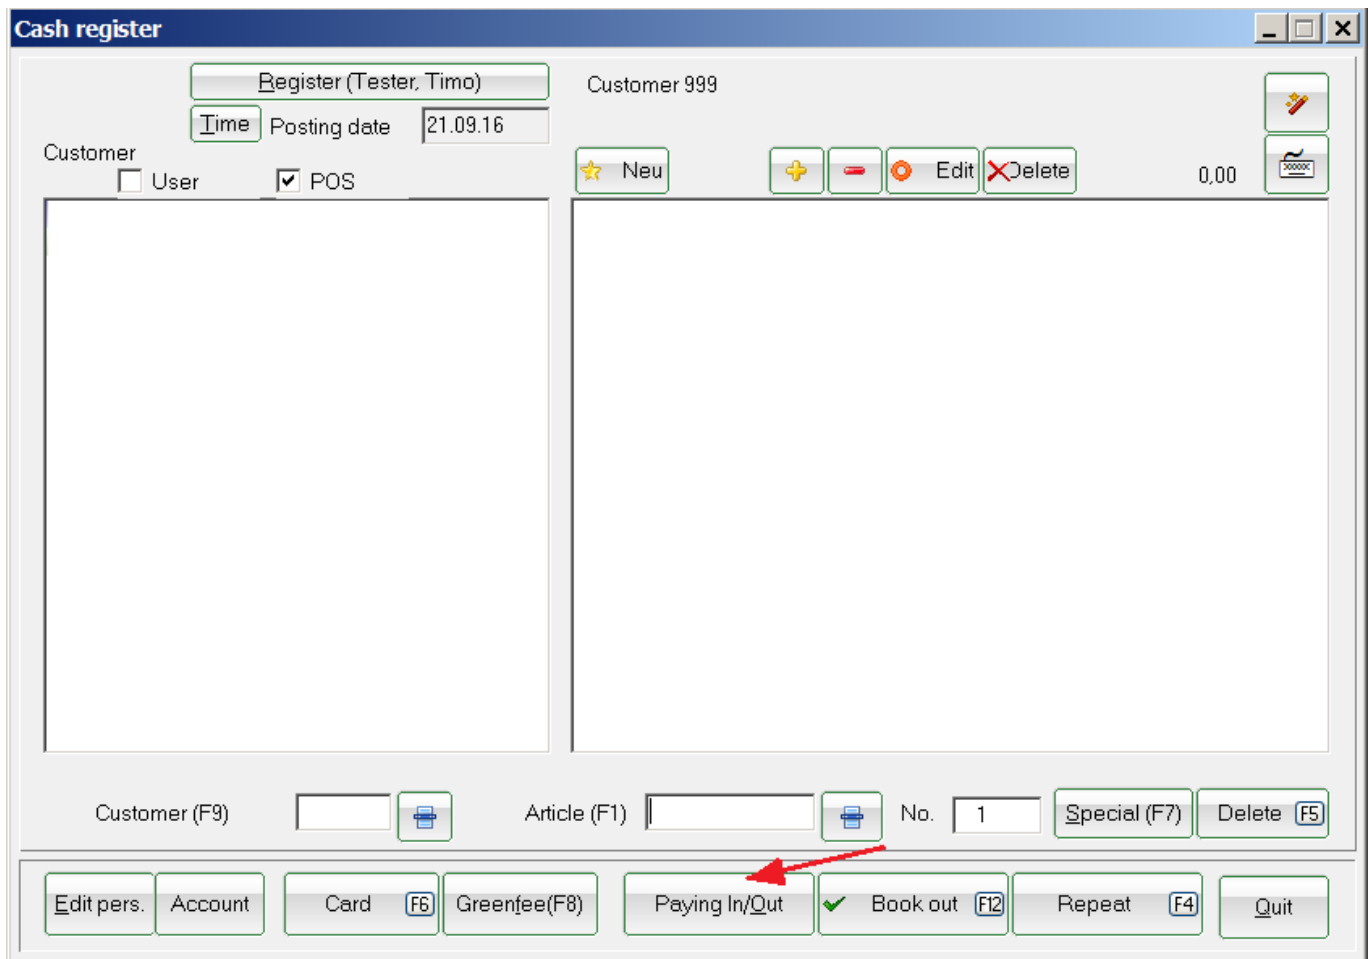 Cash register
Register (Tester, Timo)
Customer 999
Time Posting date 21.09.16
Customer
User POS
Neu Edit Delete 0,00
Customer (F9) Article (F1) No. 1 Special (F7) Delete F5
Edit pers. Account Card F6 Greenfee(F8) Paying In/Out Book out F12 Repeat F4 Quit